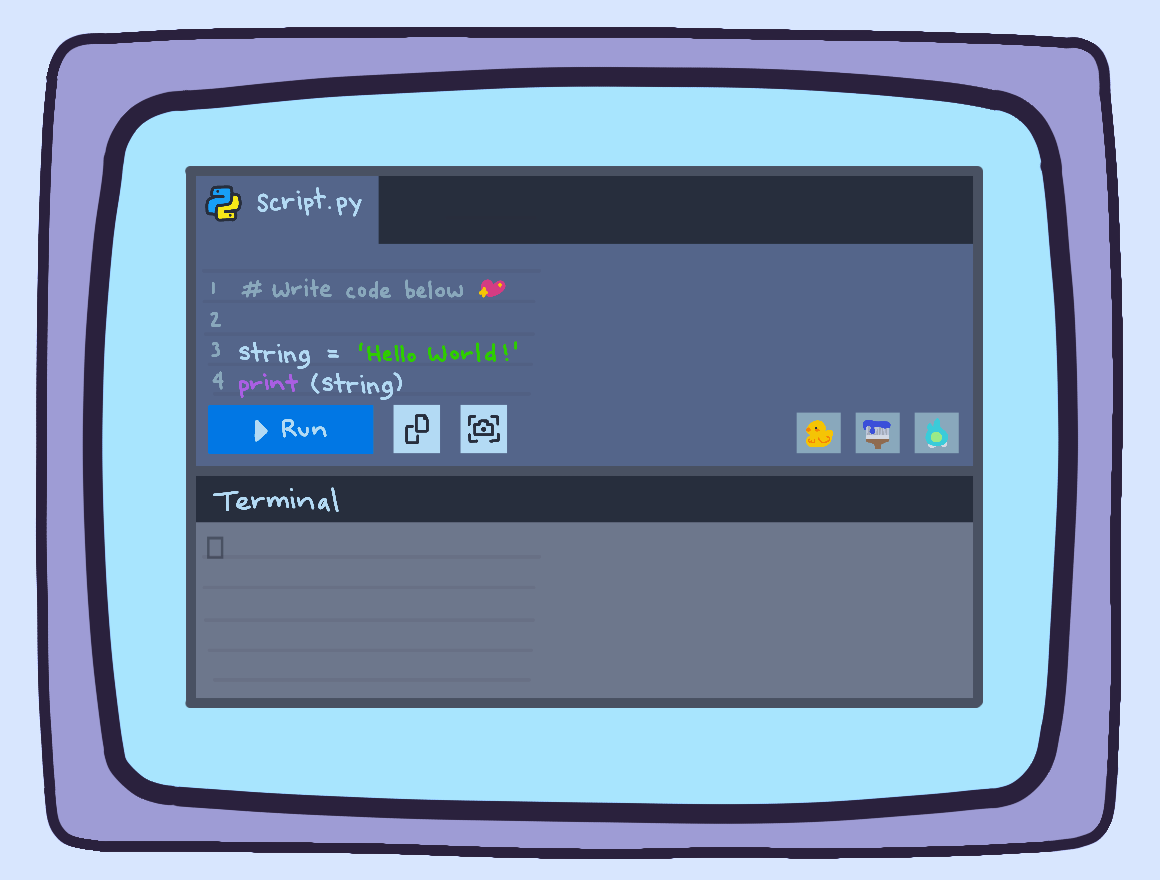 Script.py
1 # Write code below 💖
2
3 string = 'Hello World!'
4 print (string)
Run
Terminal